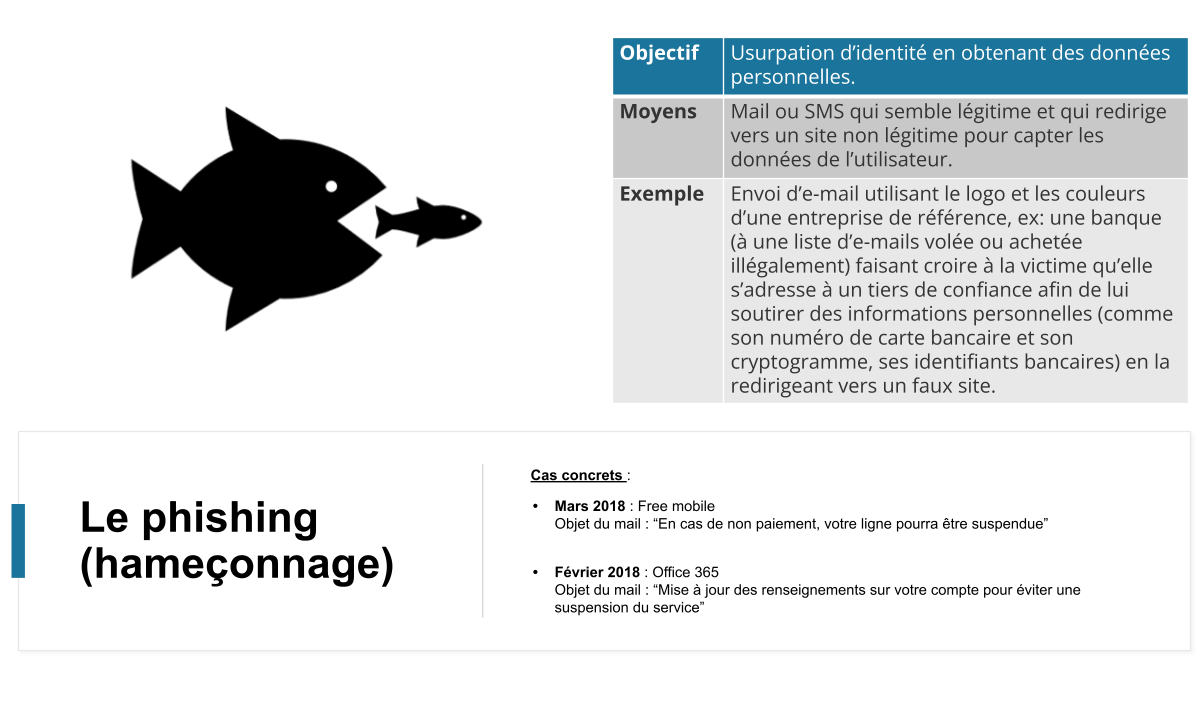 Objectif
Usurpation d’identité en obtenant des données
personnelles.
Moyens
Mail ou SMS qui semble légitime et qui redirige
vers un site non légitime pour capter les
données de l’utilisateur.
Exemple
Envoi d’e-mail utilisant le logo et les couleurs
d’une entreprise de référence, ex: une banque
(à une liste d’e-mails volée ou achetée
illégalement) faisant croire à la victime qu’elle
s’adresse à un tiers de confiance afin de lui
soutirer des informations personnelles (comme
son numéro de carte bancaire et son
cryptogramme, ses identifiants bancaires) en la
redirigeant vers un faux site.
Le phishing
(hameçonnage)
Cas concrets :
• Mars 2018 : Free mobile
Objet du mail : “En cas de non paiement, votre ligne pourra être suspendue”
• Février 2018 : Office 365
Objet du mail : “Mise à jour des renseignements sur votre compte pour éviter une
suspension du service”